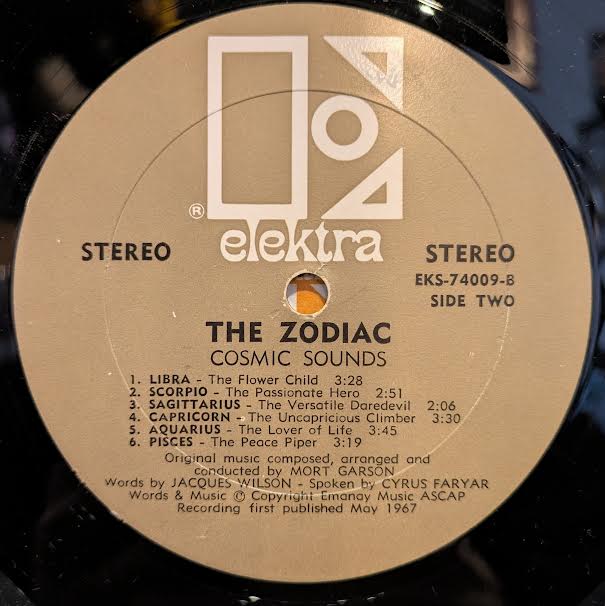 elektra
®
STEREO STEREO
EKS-74009-B
SIDE TWO
THE ZODIAC
COSMIC SOUNDS
1. LIBRA – The Flower Child 3:28
2. SCORPIO – The Passionate Hero 2:51
3. SAGITTARIUS – The Versatile Daredevil 2:06
4. CAPRICORN – The Uncapricious Climber 3:30
5. AQUARIUS – The Lover of Life 3:45
6. PISCES – The Peace Piper 3:19
Original music composed, arranged and
conducted by MORT GARSON
Words by JACQUES WILSON - Spoken by CYRUS FARYAR
Words & Music © Copyright Emanay Music ASCAP
Recording first published May 1967